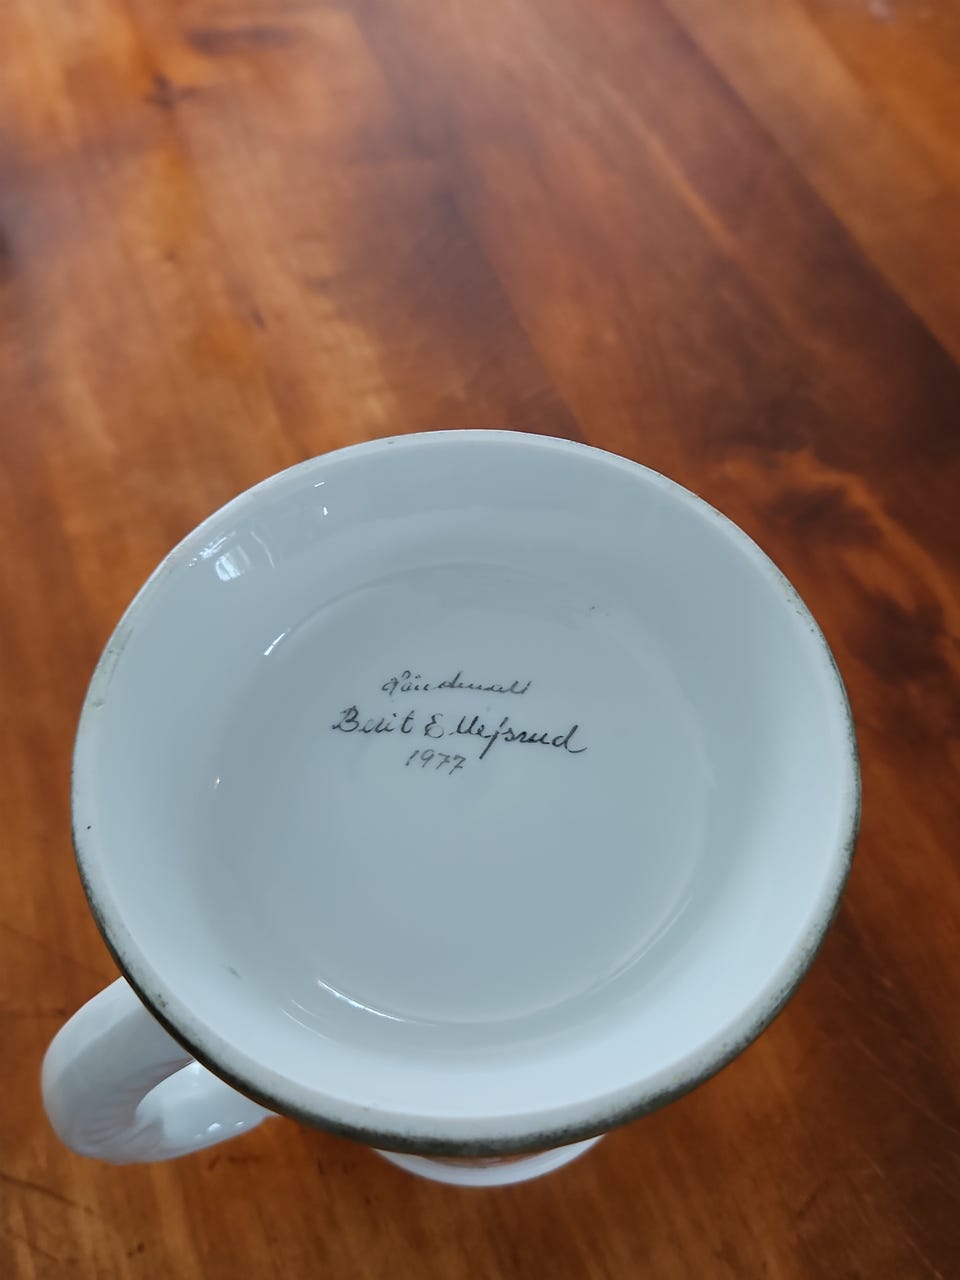 Håndmalt
Berit Ellefsrud
1977